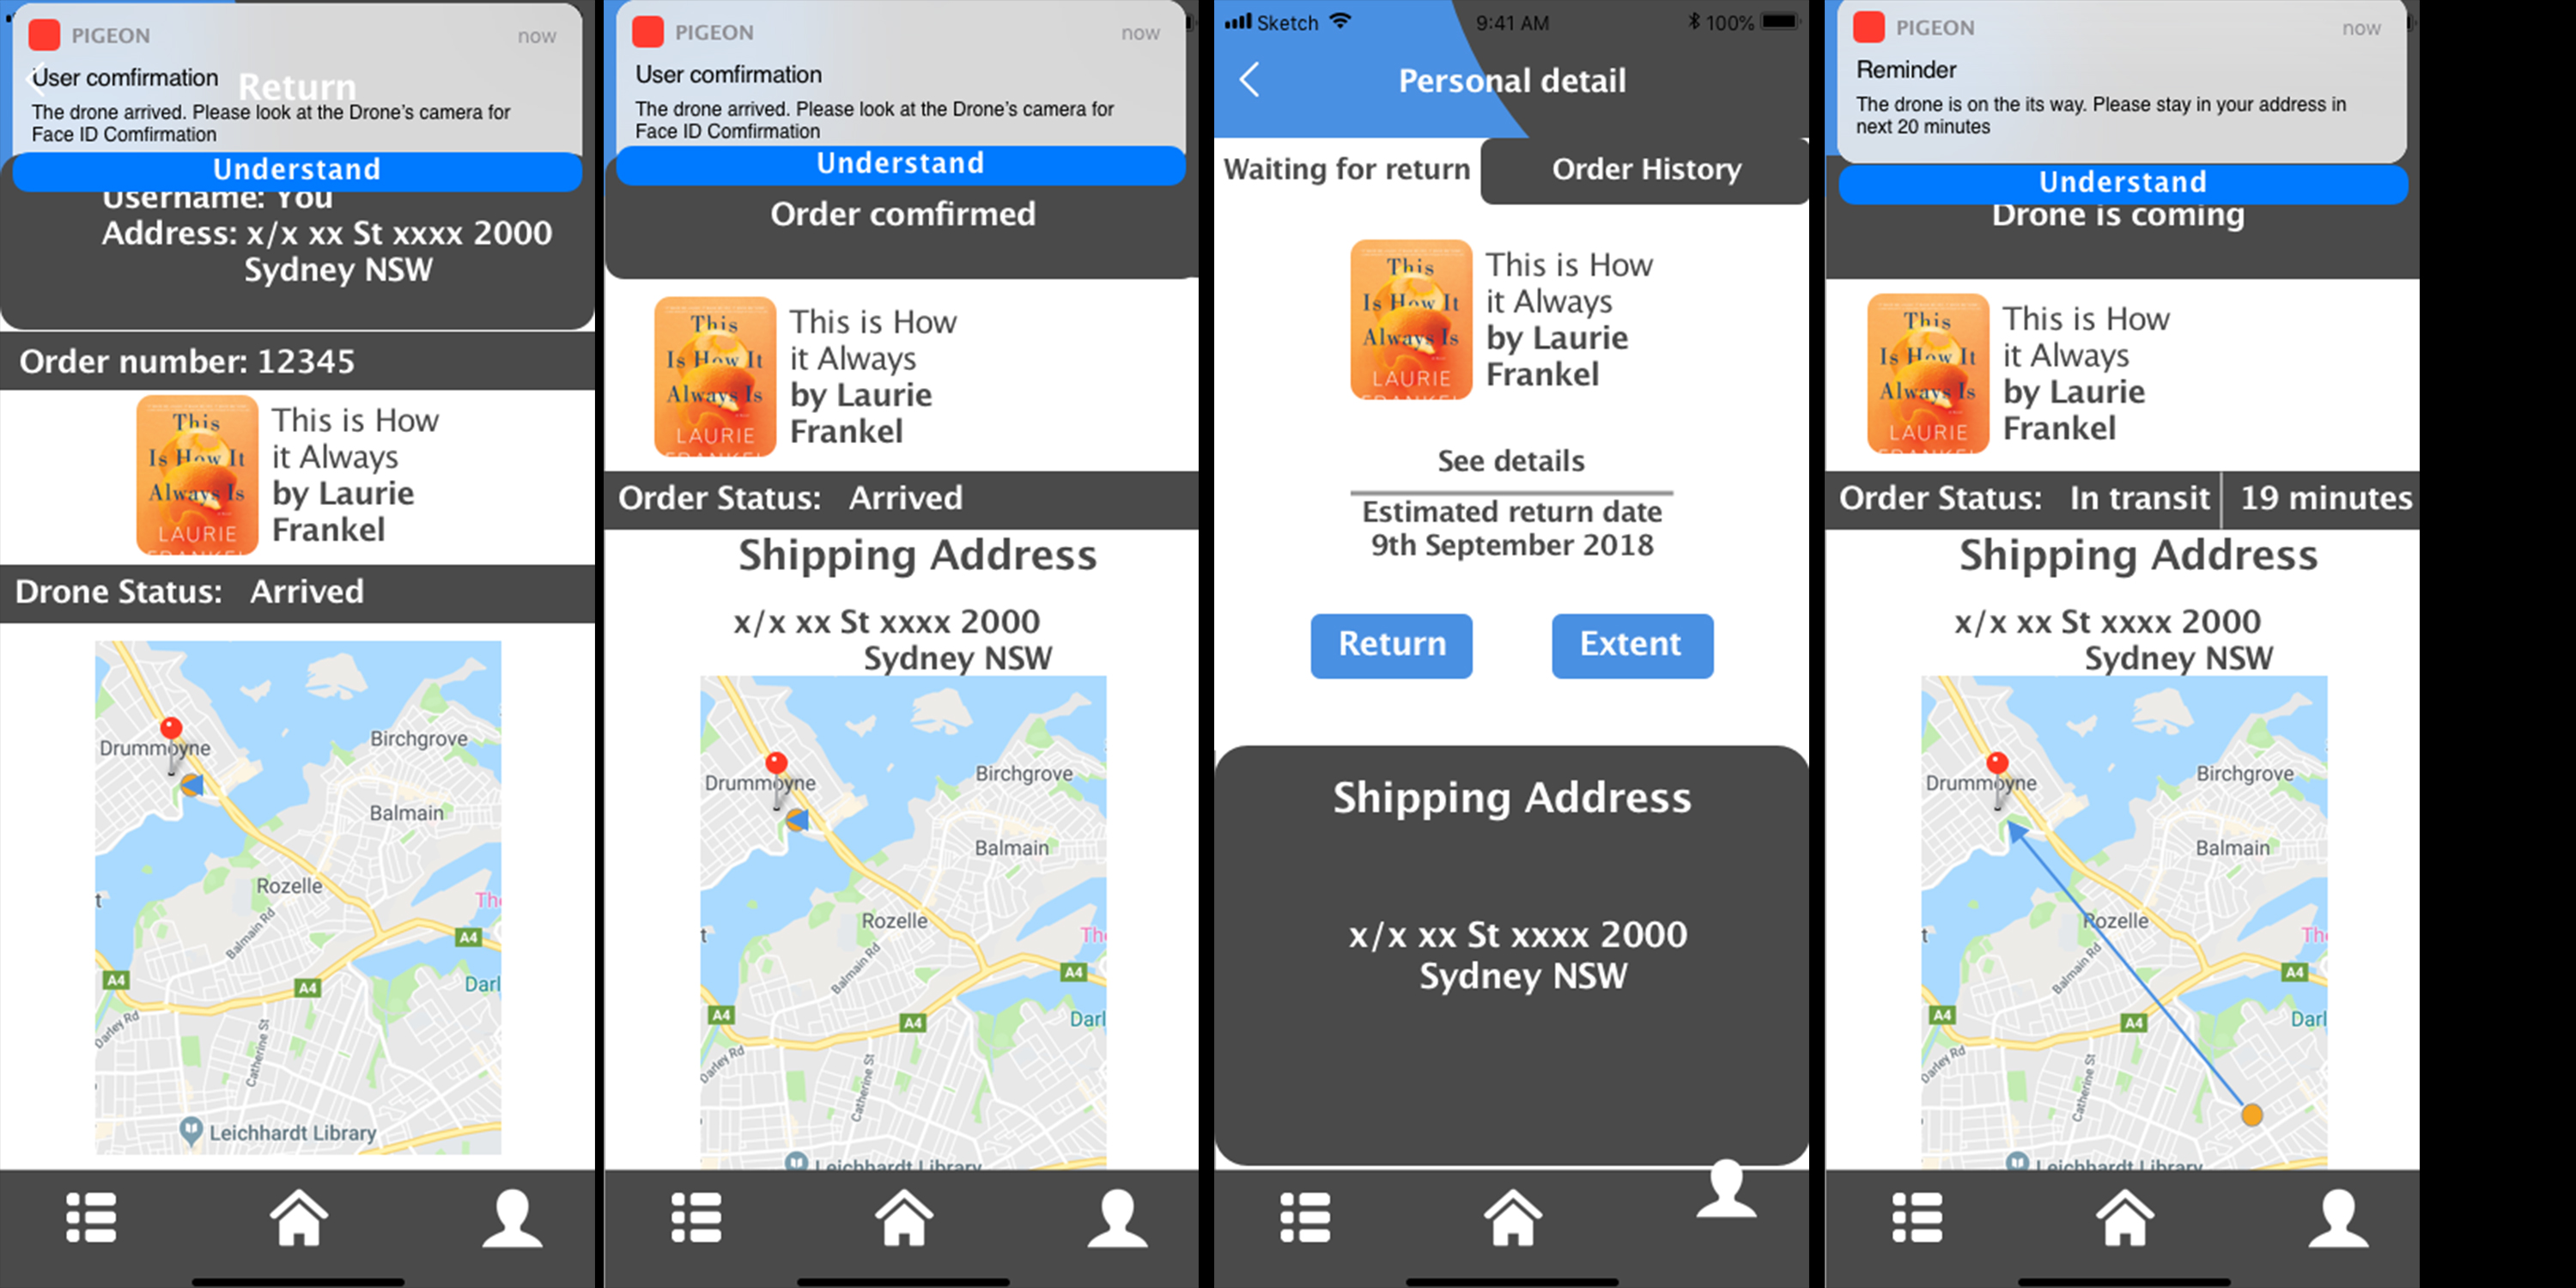 PIGEON now
User comfirmation
Return
The drone arrived. Please look at the Drone's camera for
Face ID Comfirmation
Understand
Username: You
Address: x/x xx St xxxx 2000
Sydney NSW
Order number: 12345
This
Is How It
Always Is
LAURIE
FRANKEL
This is How
it Always
by Laurie
Frankel
Drone Status: Arrived
Drummoyne
Birchgrove
Balmain
Rozelle
Balmain Rd
The
A4
A4
A4
Darl
Darley Rd
Catherine St
Leichhardt Library
PIGEON now
User comfirmation
The drone arrived. Please look at the Drone's camera for
Face ID Comfirmation
Understand
Order comfirmed
This
Is How It
Always Is
LAURIE
FRANKEL
This is How
it Always
by Laurie
Frankel
Order Status: Arrived
Shipping Address
x/x xx St xxxx 2000
Sydney NSW
Drummoyne
Birchgrove
Balmain
Rozelle
Balmain Rd
The
A4
A4
A4
Darl
Darley Rd
Catherine St
Leichhardt Library
Sketch 9:41 AM 100%
Personal detail
Waiting for return Order History
This
Is How It
Always Is
LAURIE
FRANKEL
This is How
it Always
by Laurie
Frankel
See details
Estimated return date
9th September 2018
Return Extent
Shipping Address
x/x xx St xxxx 2000
Sydney NSW
PIGEON now
Reminder
The drone is on the its way. Please stay in your address in
next 20 minutes
Understand
Drone is coming
This
Is How It
Always Is
LAURIE
FRANKEL
This is How
it Always
by Laurie
Frankel
Order Status: In transit 19 minutes
Shipping Address
x/x xx St xxxx 2000
Sydney NSW
Drummoyne
Birchgrove
Balmain
Rozelle
Balmain Rd
The
A4
A4
A4
Darl
Darley Rd
Catherine St
Leichhardt Library